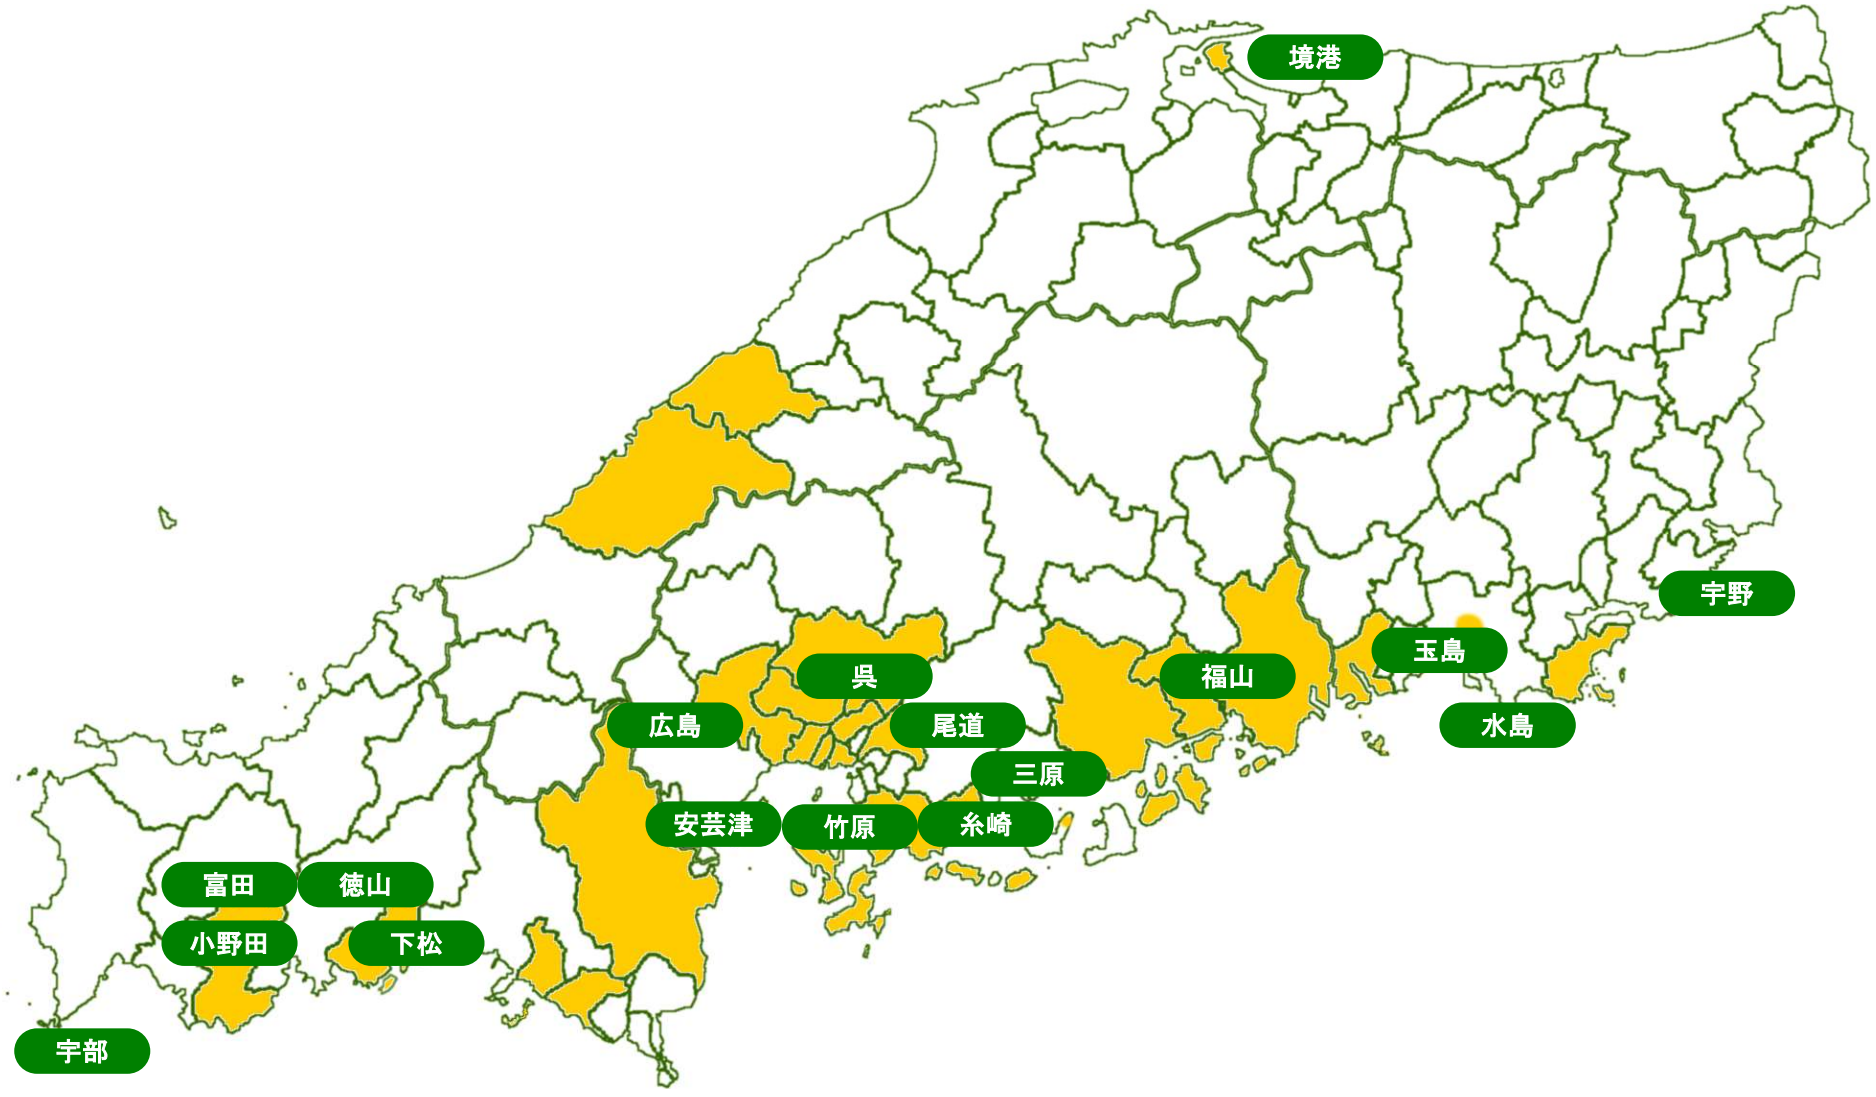 境港
宇野
玉島
呉
福山
広島
尾道
水島
三原
安芸津
竹原
糸崎
富田
徳山
小野田
下松
宇部